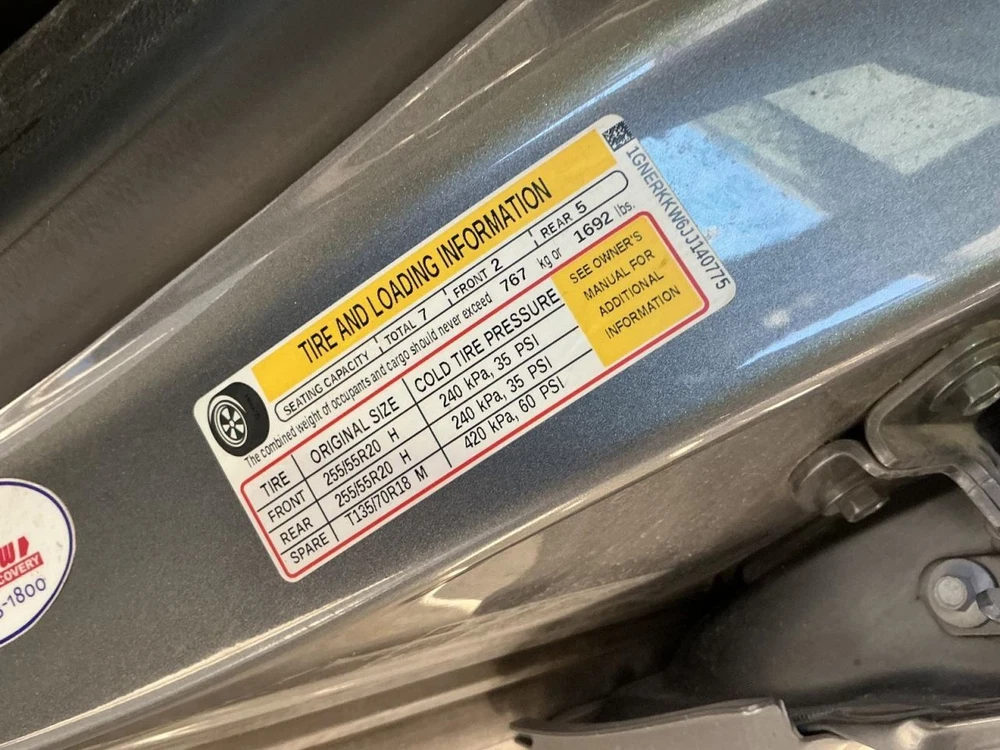 TIRE AND LOADING INFORMATION
SEATING CAPACITY TOTAL 7 FRONT 2 REAR 5
The combined weight of occupants and cargo should never exceed 767 kg or 1692 lbs.
TIRE ORIGINAL SIZE COLD TIRE PRESSURE
FRONT 255/55R20 H 240 kPa, 35 PSI
REAR 255/55R20 H 240 kPa, 35 PSI
SPARE T135/70R18 M 420 kPa, 60 PSI
SEE OWNER'S
MANUAL FOR
ADDITIONAL
INFORMATION
1GNERKKW6JJ140775
W
COVERY
-1800